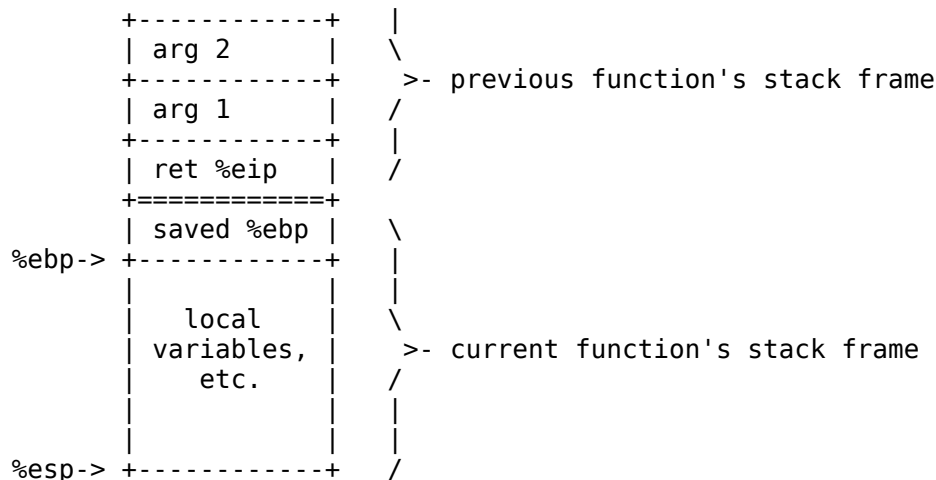 arg 2
>- previous function's stack frame
arg 1
ret %eip
saved %ebp
%ebp->
local
variables,
>- current function's stack frame
etc.
%esp->